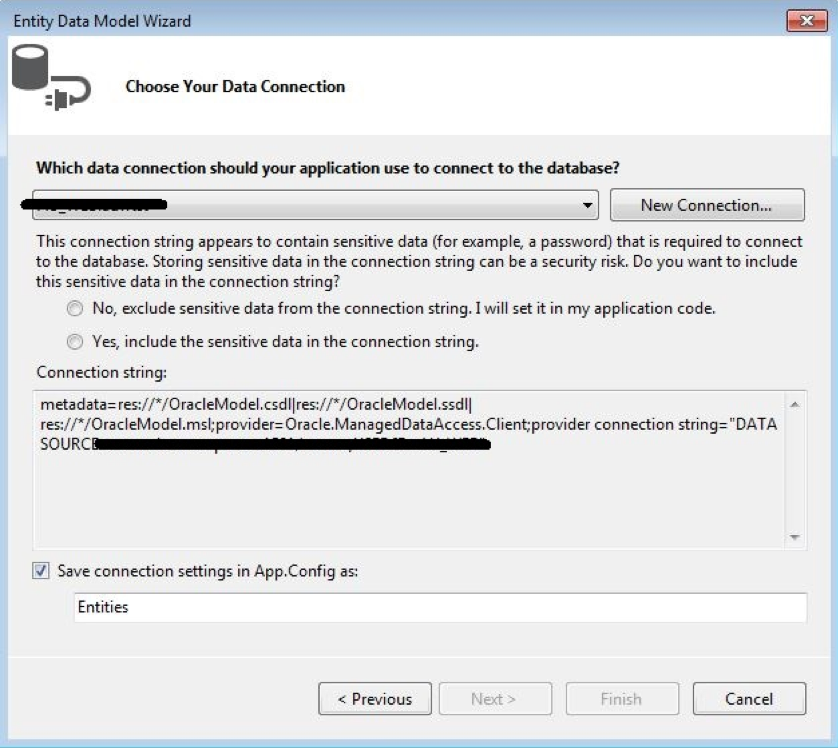 Entity Data Model Wizard
Choose Your Data Connection
Which data connection should your application use to connect to the database?
New Connection...
This connection string appears to contain sensitive data (for example, a password) that is required to connect
to the database. Storing sensitive data in the connection string can be a security risk. Do you want to include
this sensitive data in the connection string?
No, exclude sensitive data from the connection string. I will set it in my application code.
Yes, include the sensitive data in the connection string.
Connection string:
metadata=res://*/OracleModel.csdl|res://*/OracleModel.ssdl|
res://*/OracleModel.msl;provider=Oracle.ManagedDataAccess.Client;provider connection string="DATA
SOURCE
Save connection settings in App.Config as:
Entities
< Previous
Next >
Finish
Cancel